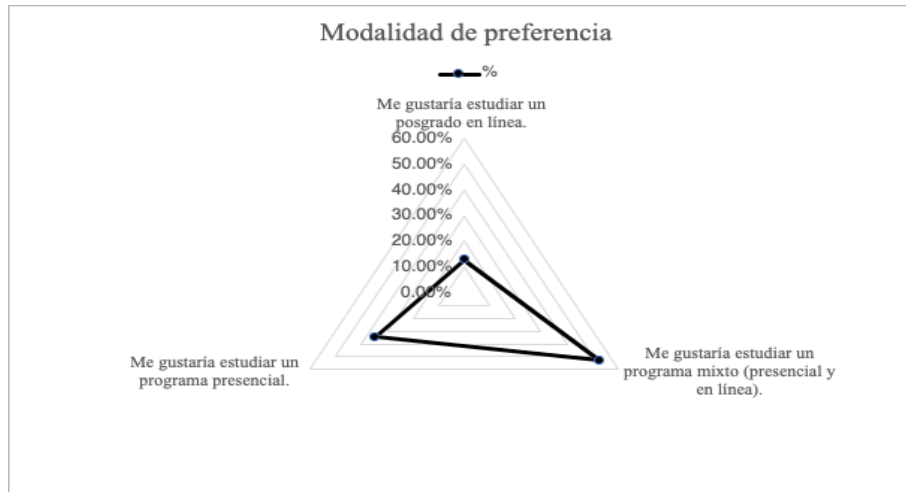 Modalidad de preferencia
%
Me gustaría estudiar un
posgrado en línea.
60.00%
50.00%
40.00%
30.00%
20.00%
10.00%
0.00%
Me gustaría estudiar un
programa presencial.
Me gustaría estudiar un
programa mixto (presencial y
en línea).